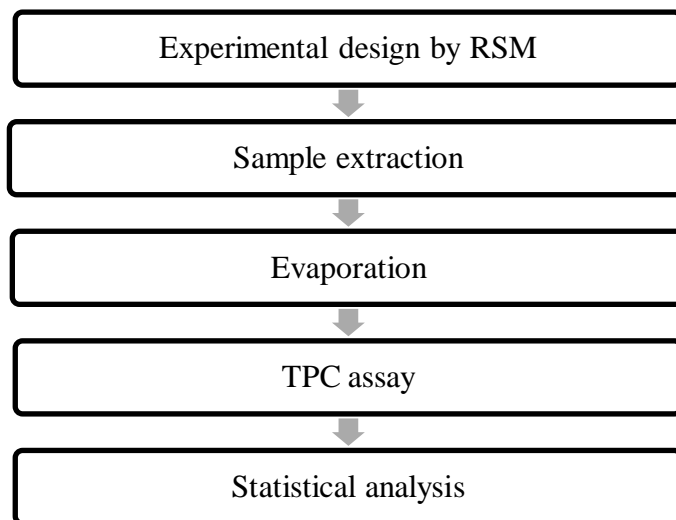 Experimental design by RSM
Sample extraction
Evaporation
TPC assay
Statistical analysis